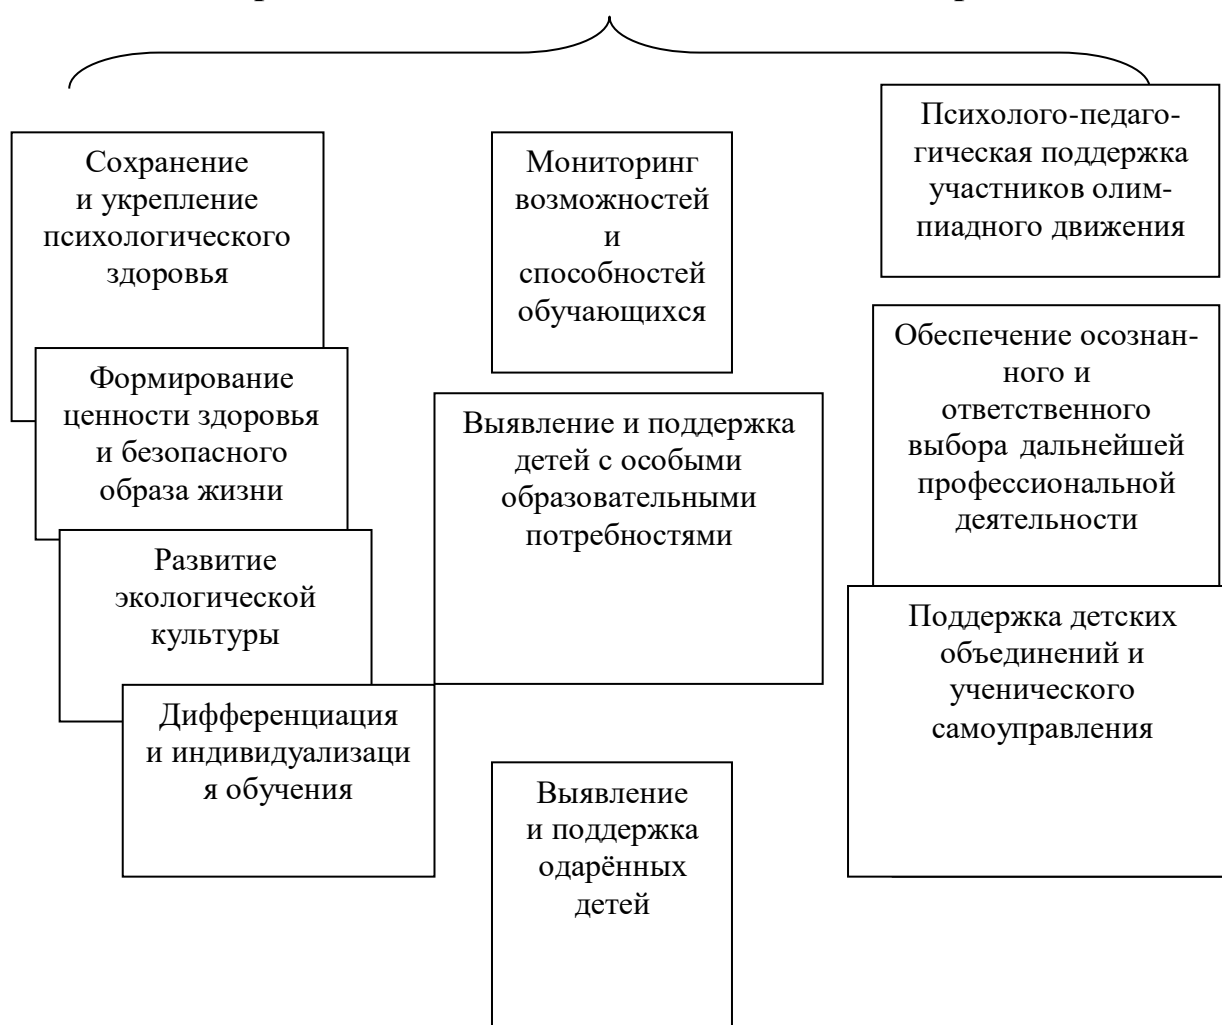 Сохранение
и укрепление
психологического
здоровья
Формирование
ценности здоровья
и безопасного
образа жизни
Развитие
экологической
культуры
Дифференциация
и индивидуализаци
я обучения
Мониторинг
возможностей
и
способностей
обучающихся
Выявление и поддержка
детей с особыми
образовательными
потребностями
Выявление
и поддержка
одарённых
детей
Психолого-педаго-
гическая поддержка
участников олим-
пиадного движения
Обеспечение осознан-
ного и
ответственного
выбора дальнейшей
профессиональной
деятельности
Поддержка детских
объединений и
ученического
самоуправления